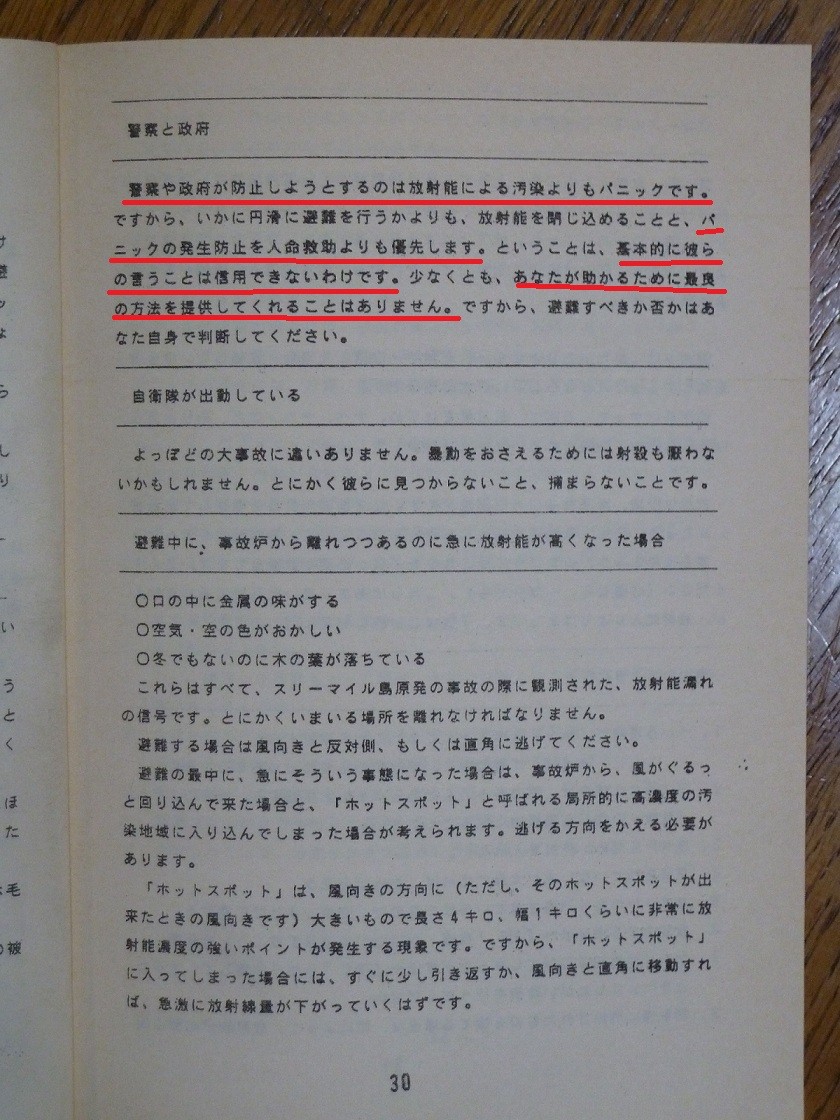 警察と政府
警察や政府が防止しようとするのは放射能による汚染よりもパニックです。
ですから、いかに円滑に避難を行うかよりも、放射能を閉じ込めることと、パ
ニックの発生防止を人命救助よりも優先します。ということは、基本的に彼ら
の言うことは信用できないわけです。少なくとも、あなたが助かるために最良
の方法を提供してくれることはありません。ですから、避難すべきか否かはあ
なた自身で判断してください。
自衛隊が出動している
よっぽどの大事故に違いありません。暴動をおさえるためには射殺も厭わな
いかもしれません。とにかく彼らに見つからないこと、捕まらないことです。
避難中に、事故炉から離れつつあるのに急に放射能が高くなった場合
○口の中に金属の味がする
○空気・空の色がおかしい
○冬でもないのに木の葉が落ちている
これらはすべて、スリーマイル島原発の事故の際に観測された、放射能漏れ
の信号です。とにかくいまいる場所を離れなければなりません。
避難する場合は風向きと反対側、もしくは直角に逃げてください。
避難の最中に、急にそういう事態になった場合は、事故炉から、風がぐるっ
と回り込んで来た場合と、「ホットスポット」と呼ばれる局所的に高濃度の汚
染地域に入り込んでしまった場合が考えられます。逃げる方向をかえる必要が
あります。
「ホットスポット」は、風向きの方向に（ただし、そのホットスポットが出
来たときの風向きです）大きいもので長さ４キロ、幅１キロくらいに非常に放
射能濃度の強いポイントが発生する現象です。ですから、「ホットスポット」
に入ってしまった場合には、すぐに少し引き返すか、風向きと直角に移動すれ
ば、急激に放射線量が下がっていくはずです。
30